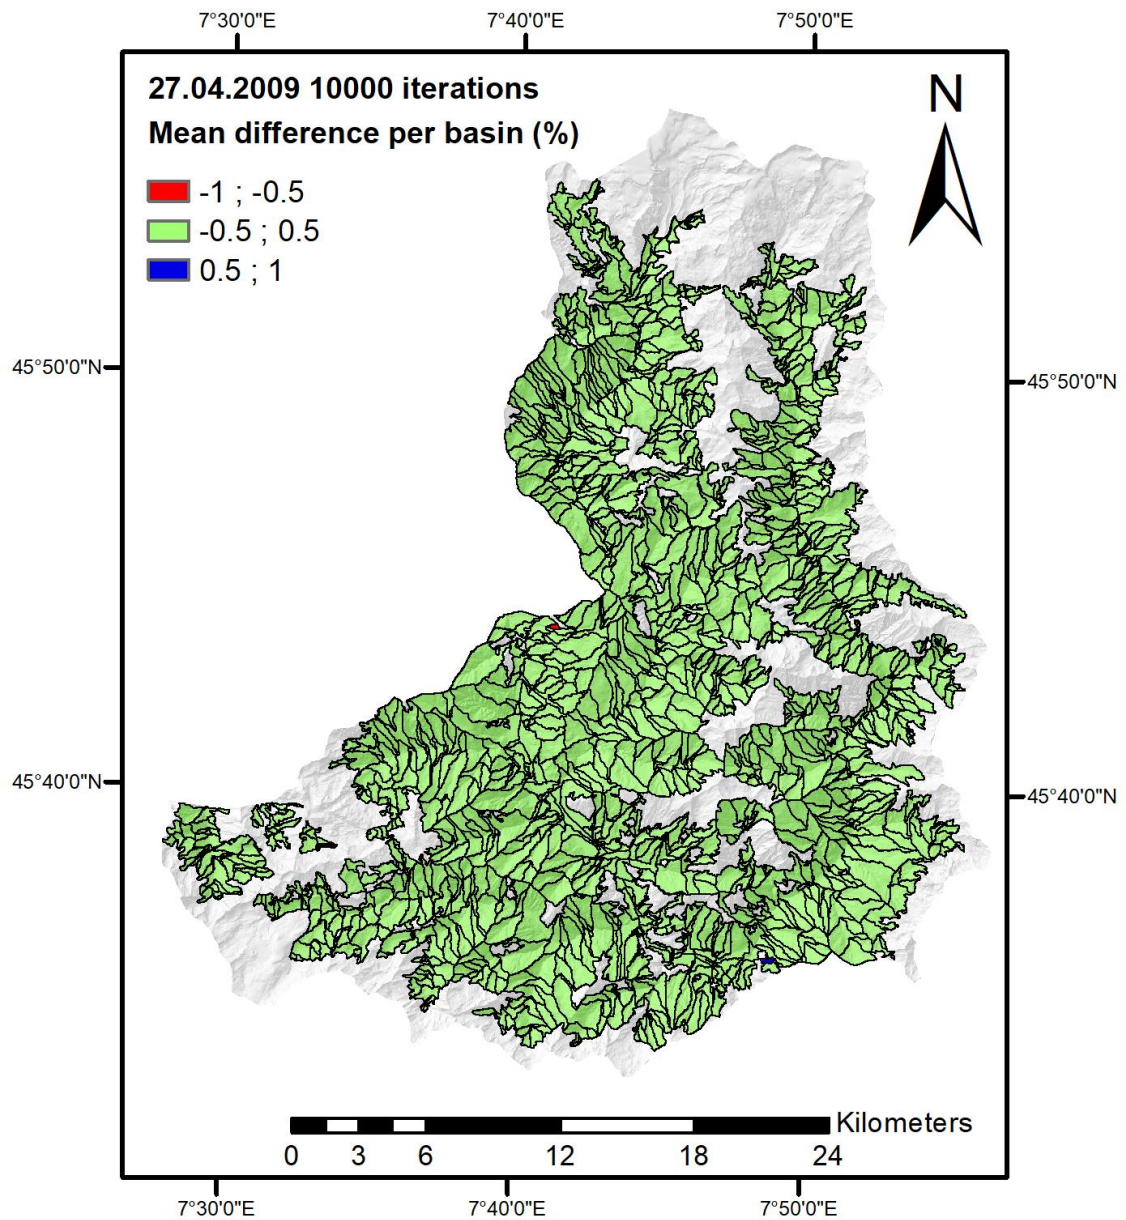 7°30'0"E 7°40'0"E 7°50'0"E
27.04.2009 10000 iterations
Mean difference per basin (%)
-1 ; -0.5
-0.5 ; 0.5
0.5 ; 1
N
45°50'0"N 45°50'0"N
45°40'0"N 45°40'0"N
Kilometers
0 3 6 12 18 24
7°30'0"E 7°40'0"E 7°50'0"E